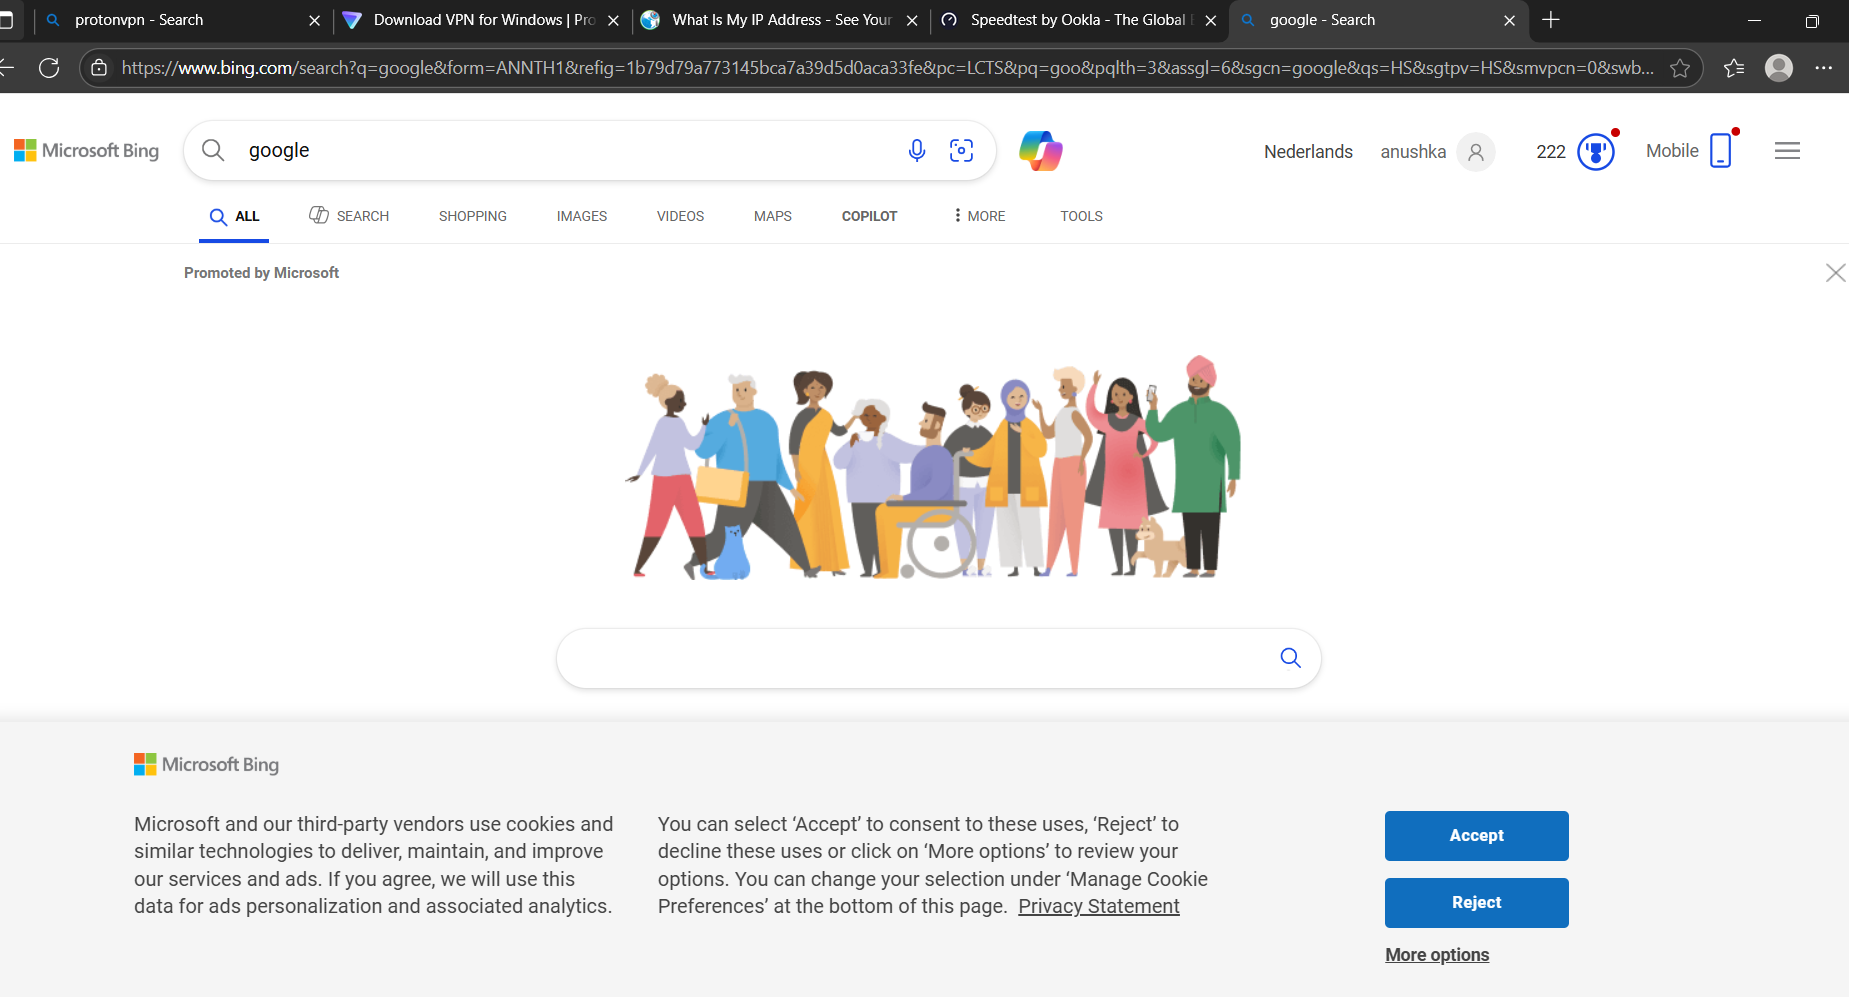 protonvpn - Search
Download VPN for Windows | Pro
What Is My IP Address - See Your
Speedtest by Ookla - The Global
google - Search
https://www.bing.com/search?q=google&form=ANNTH1&refig=1b79d79a773145bca7a39d5d0aca33fe&pc=LCTS&pq=goo&pqlth=3&assgl=6&sgcn=google&qs=HS&sgtpv=HS&smvpcn=0&swb...
Microsoft Bing
google
Nederlands
anushka
222
Mobile
ALL
SEARCH
SHOPPING
IMAGES
VIDEOS
MAPS
COPILOT
MORE
TOOLS
Promoted by Microsoft
Microsoft Bing
Microsoft and our third-party vendors use cookies and
similar technologies to deliver, maintain, and improve
our services and ads. If you agree, we will use this
data for ads personalization and associated analytics.
You can select ‘Accept’ to consent to these uses, ‘Reject’ to
decline these uses or click on ‘More options’ to review your
options. You can change your selection under ‘Manage Cookie
Preferences’ at the bottom of this page. Privacy Statement
Accept
Reject
More options